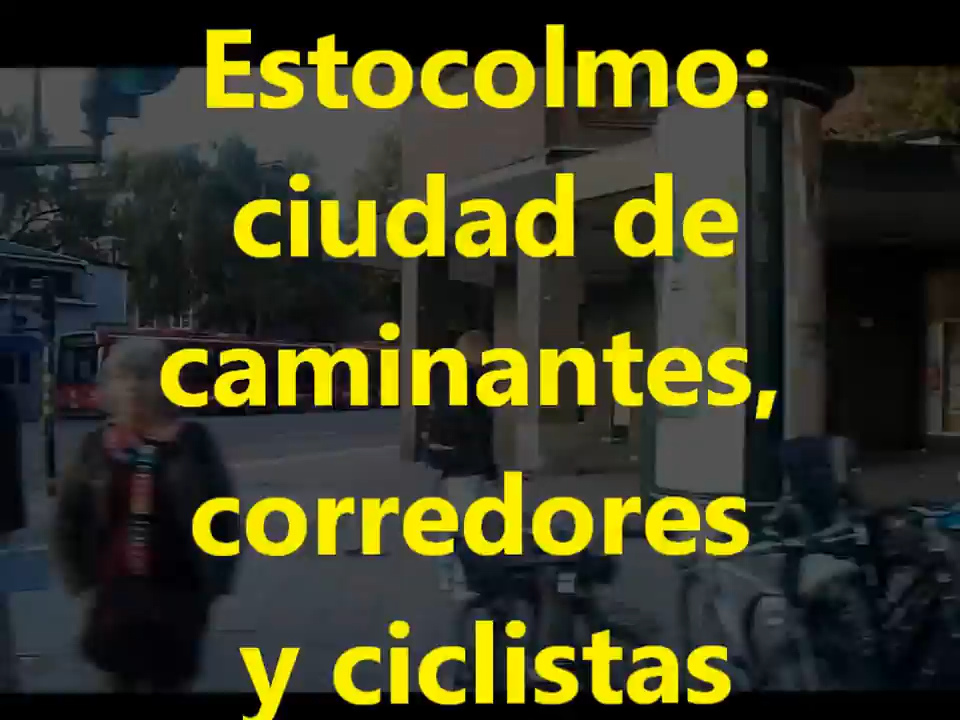 Estocolmo:
ciudad de
caminantes,
corredores
y ciclistas